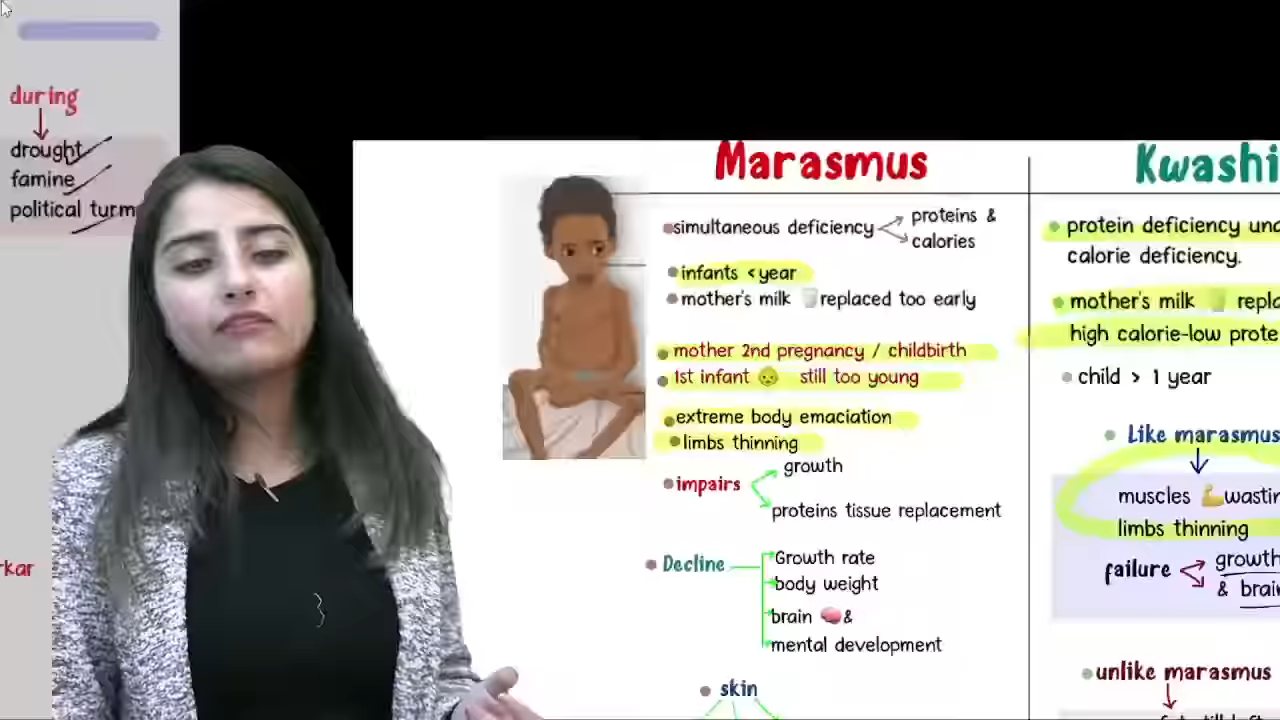 during
drought
famine
political turm
rkar
Marasmus
simultaneous deficiency
proteins &
calories
infants <year
mother's milk replaced too early
mother 2nd pregnancy / childbirth
1st infant still too young
extreme body emaciation
limbs thinning
impairs
growth
proteins tissue replacement
Decline
Growth rate
body weight
brain &
mental development
skin
Kwashi
protein deficiency und
calorie deficiency.
mother's milk repla
high calorie-low prote
child > 1 year
Like marasmus
muscles wastin
limbs thinning
failure
growth
& brain
unlike marasmus